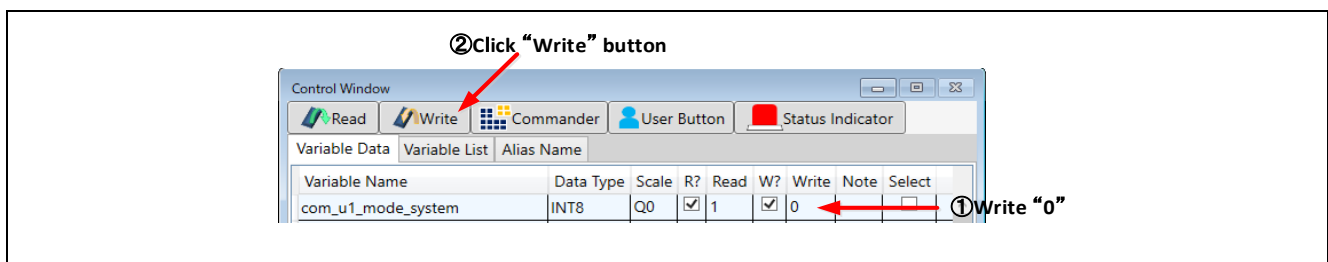 ②Click “Write” button
Control Window
Read Write Commander User Button Status Indicator
Variable Data Variable List Alias Name
Variable Name Data Type Scale R? Read W? Write Note Select
com_u1_mode_system INT8 Q0 1 0
①Write “0”